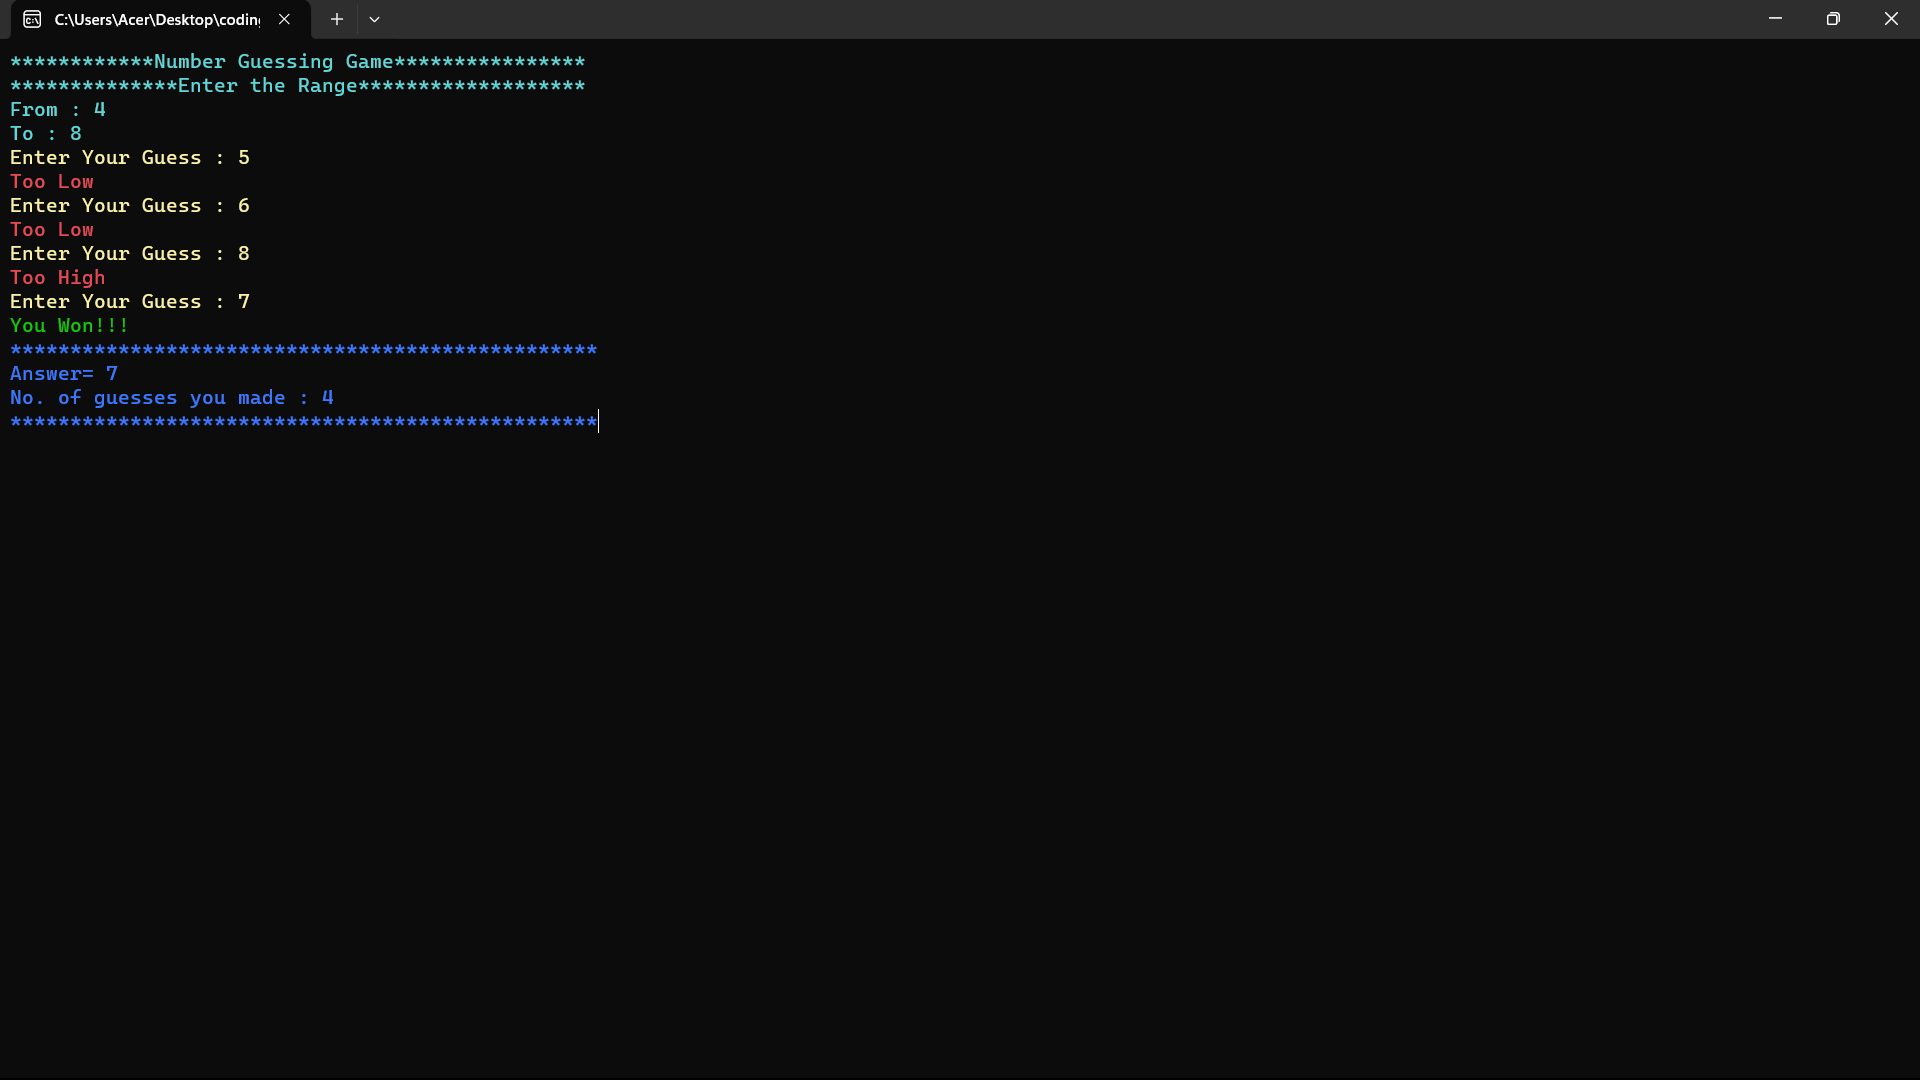 C:\Users\Acer\Desktop\coding
************Number Guessing Game****************
**************Enter the Range*******************
From : 4
To : 8
Enter Your Guess : 5
Too Low
Enter Your Guess : 6
Too Low
Enter Your Guess : 8
Too High
Enter Your Guess : 7
You Won!!!
*************************************************
Answer= 7
No. of guesses you made : 4
*************************************************